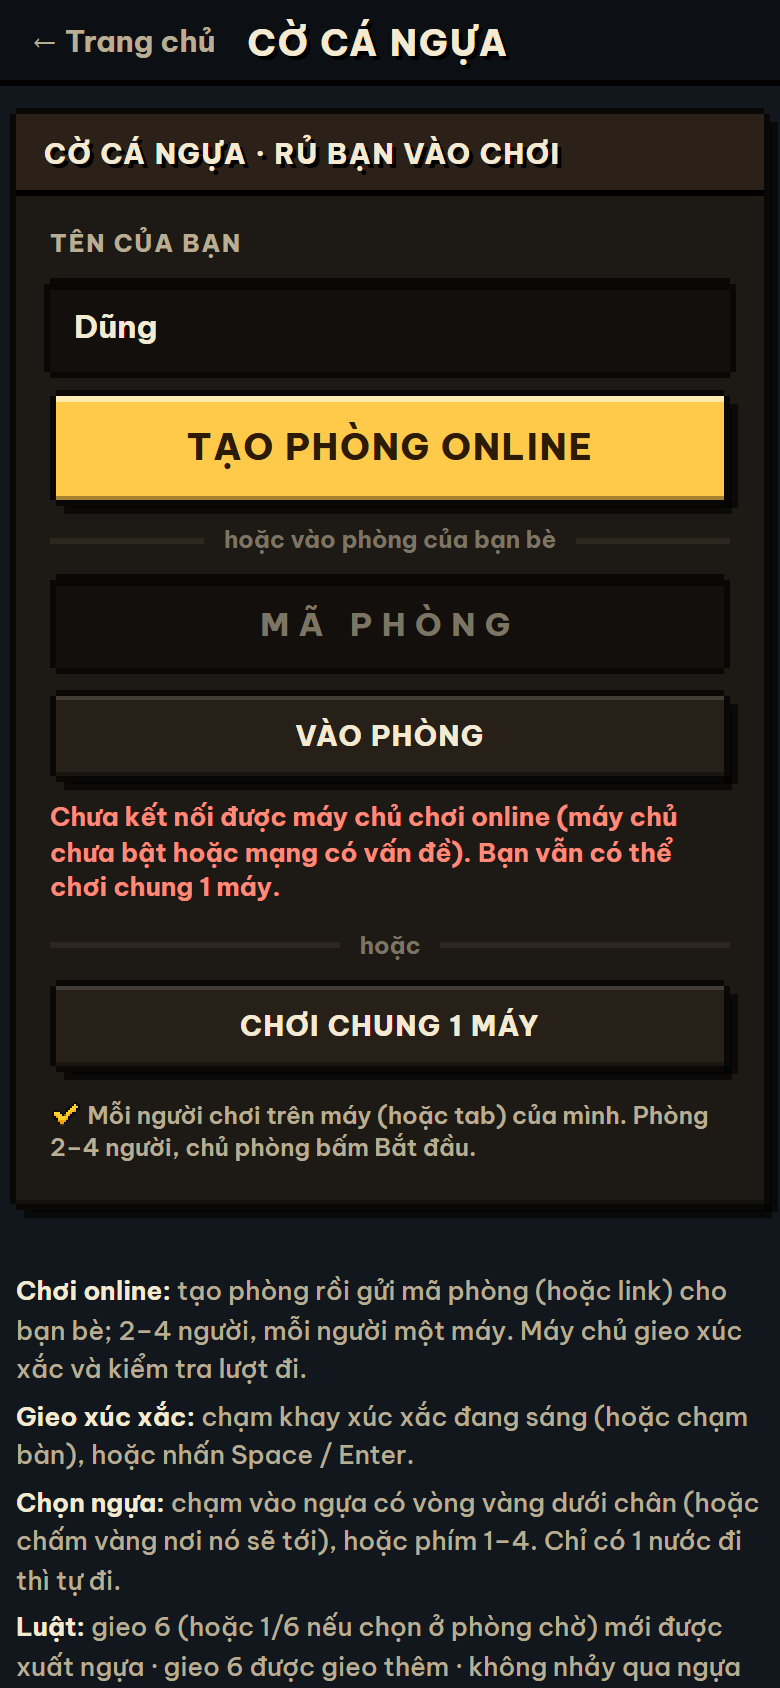 ← Trang chủ CỜ CÁ NGỰA
CỜ CÁ NGỰA · RỦ BẠN VÀO CHƠI
TÊN CỦA BẠN
Dũng
TẠO PHÒNG ONLINE
hoặc vào phòng của bạn bè
MÃ PHÒNG
VÀO PHÒNG
Chưa kết nối được máy chủ chơi online (máy chủ
chưa bật hoặc mạng có vấn đề). Bạn vẫn có thể
chơi chung 1 máy.
hoặc
CHƠI CHUNG 1 MÁY
Mỗi người chơi trên máy (hoặc tab) của mình. Phòng
2–4 người, chủ phòng bấm Bắt đầu.
Chơi online: tạo phòng rồi gửi mã phòng (hoặc link) cho
bạn bè; 2–4 người, mỗi người một máy. Máy chủ gieo xúc
xắc và kiểm tra lượt đi.
Gieo xúc xắc: chạm khay xúc xắc đang sáng (hoặc chạm
bàn), hoặc nhấn Space / Enter.
Chọn ngựa: chạm vào ngựa có vòng vàng dưới chân (hoặc
chấm vàng nơi nó sẽ tới), hoặc phím 1–4. Chỉ có 1 nước đi
thì tự đi.
Luật: gieo 6 (hoặc 1/6 nếu chọn ở phòng chờ) mới được
xuất ngựa · gieo 6 được gieo thêm · không nhảy qua ngựa